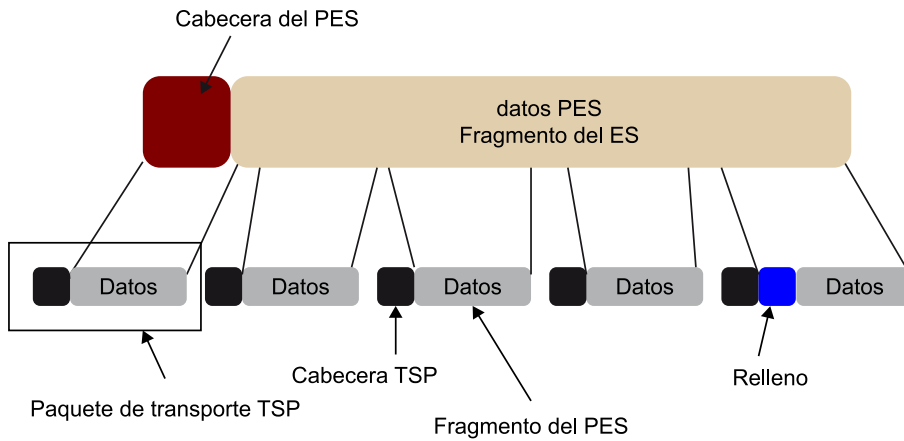 Cabecera del PES
datos PES
Fragmento del ES
Datos
Datos
Datos
Datos
Datos
Cabecera TSP
Relleno
Paquete de transporte TSP
Fragmento del PES